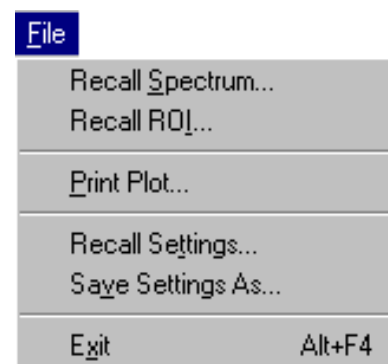 File
Recall Spectrum...
Recall ROI...
Print Plot...
Recall Settings...
Save Settings As...
Exit Alt+F4